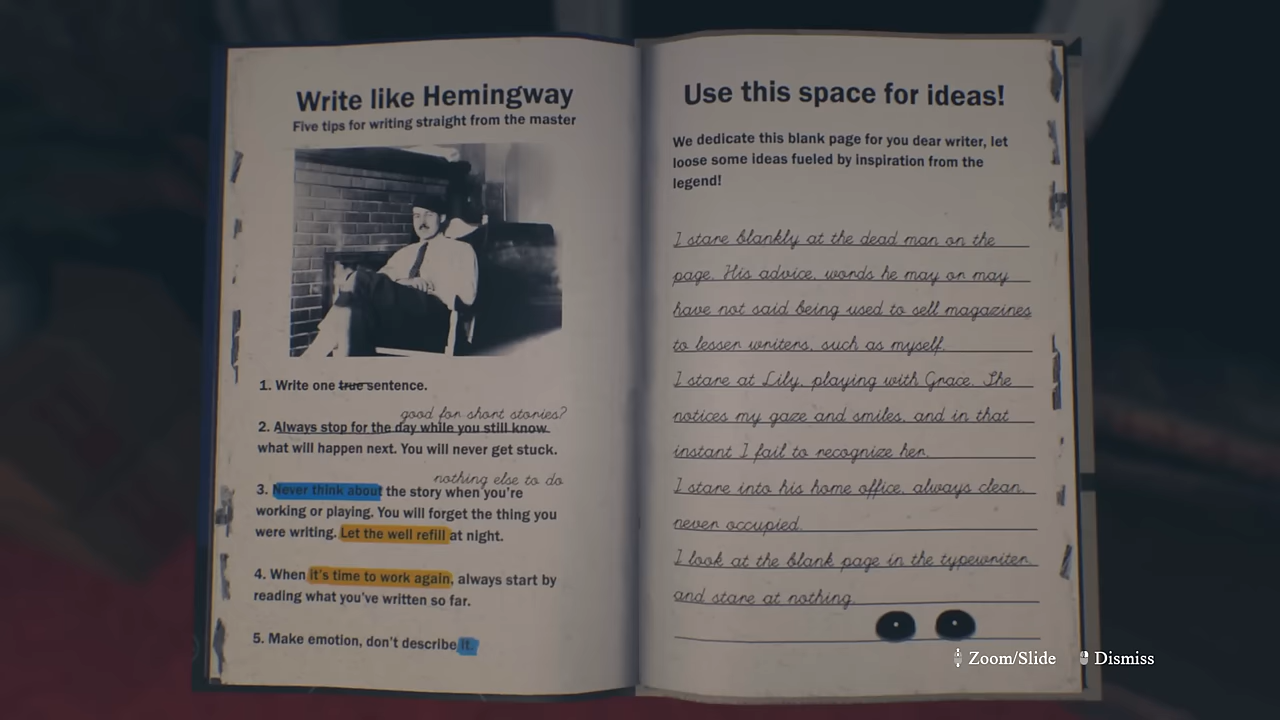 Write like Hemingway
Five tips for writing straight from the master
1. Write one true sentence.
good for short stories?
2. Always stop for the day while you still know
what will happen next. You will never get stuck.
nothing else to do
3. Never think about the story when you're
working or playing. You will forget the thing you
were writing. Let the well refill at night.
4. When it's time to work again, always start by
reading what you've written so far.
5. Make emotion, don't describe it.
Use this space for ideas!
We dedicate this blank page for you dear writer, let
loose some ideas fueled by inspiration from the
legend!
I stare blankly at the dead man on the
page. His advice, words he may or may
have not said being used to sell magazines
to lesser writers, such as myself.
I stare at Lily, playing with Grace. She
notices my gaze and smiles, and in that
instant I fail to recognize her.
I stare into his home office, always clean,
never occupied.
I look at the blank page in the typewriter
and stare at nothing.
Zoom/Slide
Dismiss